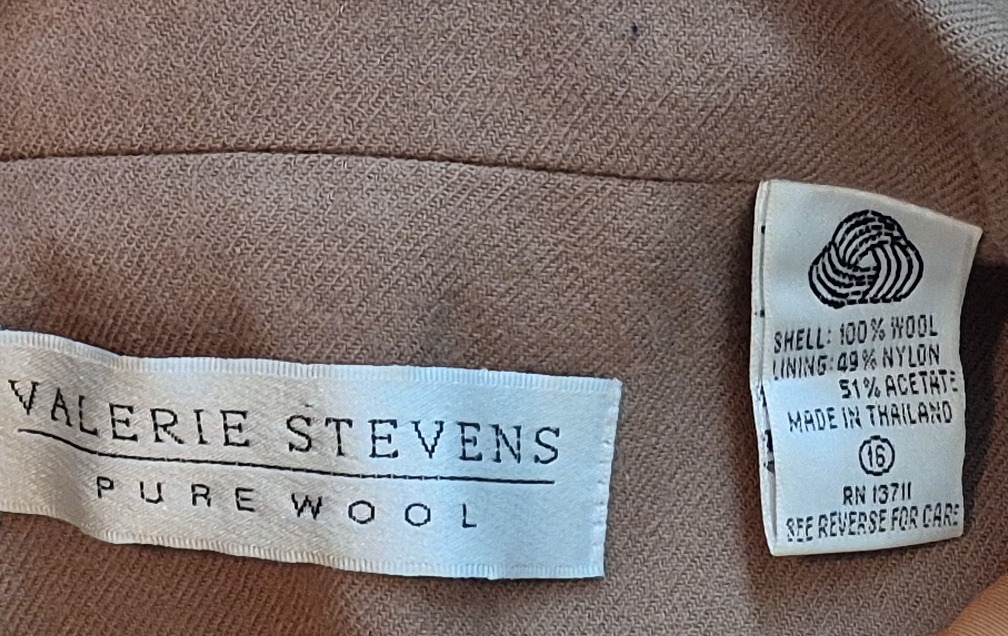 VALERIE STEVENS
PURE WOOL
SHELL: 100% WOOL
LINING: 49% NYLON
51% ACETATE
MADE IN THAILAND
16
RN 13711
SEE REVERSE FOR CARE